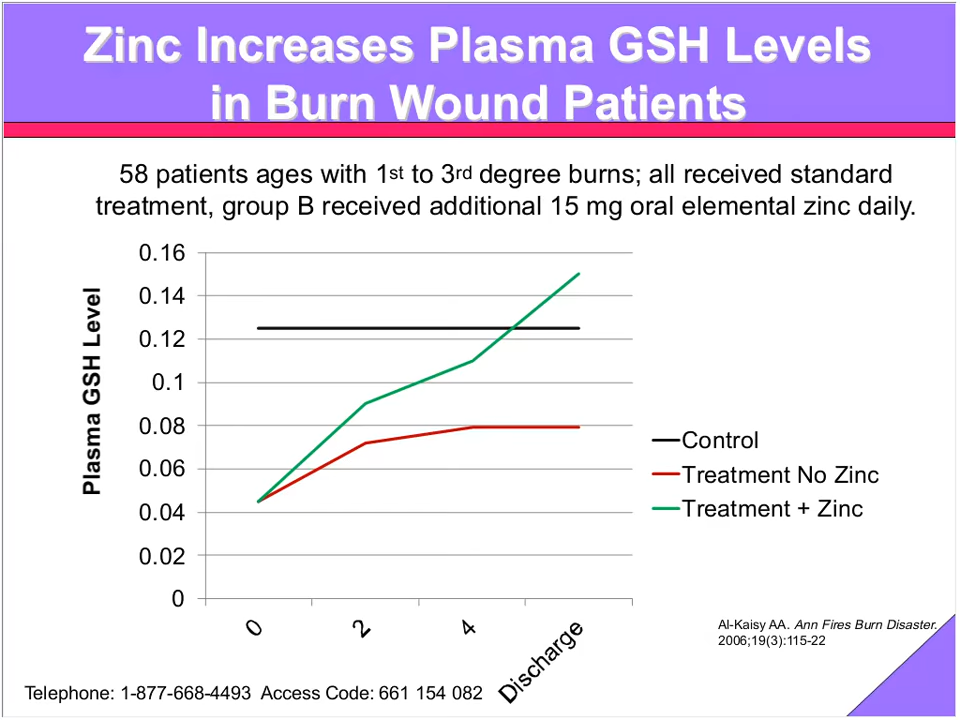 Zinc Increases Plasma GSH Levels
in Burn Wound Patients
58 patients ages with 1st to 3rd degree burns; all received standard
treatment, group B received additional 15 mg oral elemental zinc daily.
Plasma GSH Level
0.16
0.14
0.12
0.1
0.08
0.06
0.04
0.02
0
0
2
4
Discharge
Control
Treatment No Zinc
Treatment + Zinc
Al-Kaisy AA. Ann Fires Burn Disaster.
2006;19(3):115-22
Telephone: 1-877-668-4493 Access Code: 661 154 082